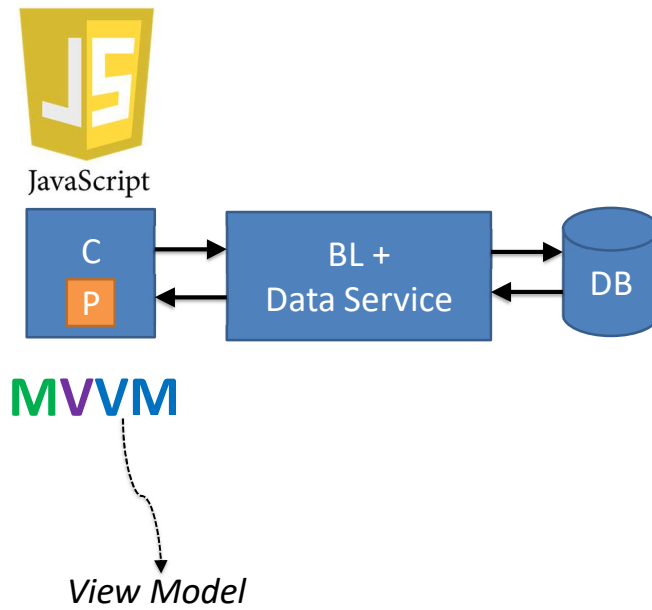 JS
JavaScript
C
P
BL +
Data Service
DB
MVVM
View Model